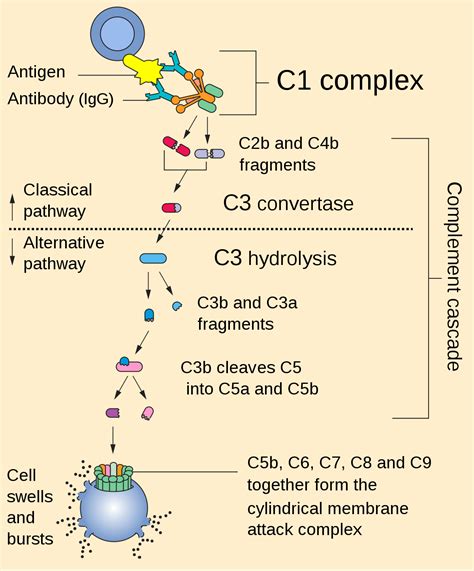 Antigen
Antibody (IgG)
C1 complex
C2b and C4b
fragments
Classical
pathway
C3 convertase
Alternative
pathway
C3 hydrolysis
C3b and C3a
fragments
C3b cleaves C5
into C5a and C5b
Complement cascade
Cell
swells
and
bursts
C5b, C6, C7, C8 and C9
together form the
cylindrical membrane
attack complex